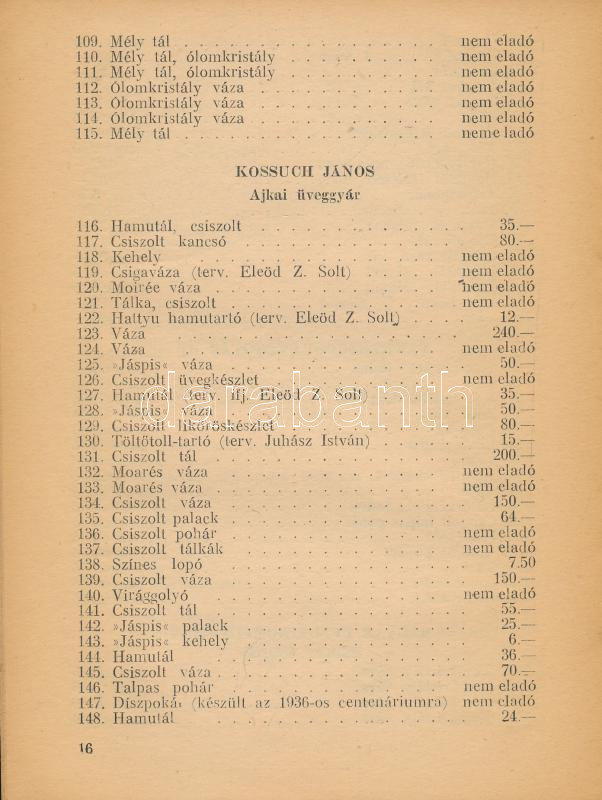 109. Mély tál . . . . . . . . . . . nem eladó
110. Mély tál, ólomkristály . . . . . . . . . nem eladó
111. Mély tál, ólomkristály . . . . . . . . . nem eladó
112. Ólomkristály váza . . . . . . . . . . nem eladó
113. Ólomkristály váza . . . . . . . . . . nem eladó
114. Ólomkristály váza . . . . . . . . . . nem eladó
115. Mély tál . . . . . . . . . . . . . neme ladó
KOSSUCH JÁNOS
Ajkai üveggyár
116. Hamutál, csiszolt . . . . . . . . . . 35.—
117. Csiszolt kancsó . . . . . . . . . . 80.—
118. Kehely . . . . . . . . . . . . nem eladó
119. Csigaváza (terv. Eleőd Z. Solt) . . . . . nem eladó
120. Moirée váza . . . . . . . . . . . nem eladó
121. Tálka, csiszolt . . . . . . . . . . nem eladó
122. Hattyu hamutartó (terv. Eleőd Z. Solt) . . . . 12.—
123. Váza . . . . . . . . . . . . . 240.—
124. Váza . . . . . . . . . . . . . nem eladó
125. »Jáspis« váza . . . . . . . . . . . 50.—
126. Csiszolt üvegkészlet . . . . . . . . . nem eladó
127. Hamutál (terv. ifj. Eleőd Z. Solt) . . . . . 35.—
128. »Jáspis« váza . . . . . . . . . . . 50.—
129. Csiszolt likőröskészlet . . . . . . . . . 80.—
130. Töltőtoll-tartó (terv. Juhász István) . . . . . 15.—
131. Csiszolt tál . . . . . . . . . . . 200.—
132. Moarés váza . . . . . . . . . . . nem eladó
133. Moarés váza . . . . . . . . . . . nem eladó
134. Csiszolt váza . . . . . . . . . . . 150.—
135. Csiszolt palack . . . . . . . . . . . 64.—
136. Csiszolt pohár . . . . . . . . . . . nem eladó
137. Csiszolt tálkák . . . . . . . . . . . nem eladó
138. Színes lopó . . . . . . . . . . . 7.50
139. Csiszolt váza . . . . . . . . . . . 150.—
140. Virággolyó . . . . . . . . . . . nem eladó
141. Csiszolt tál . . . . . . . . . . . 55.—
142. »Jáspis« palack . . . . . . . . . . 25.—
143. »Jáspis« kehely . . . . . . . . . . 6.—
144. Hamutál . . . . . . . . . . . . 36.—
145. Csiszolt váza . . . . . . . . . . . 70.—
146. Talpas pohár . . . . . . . . . . . nem eladó
147. Díszpokál (készült az 1936-os centenáriumra) nem eladó
148. Hamutál . . . . . . . . . . . . 24.—
16
darabanth